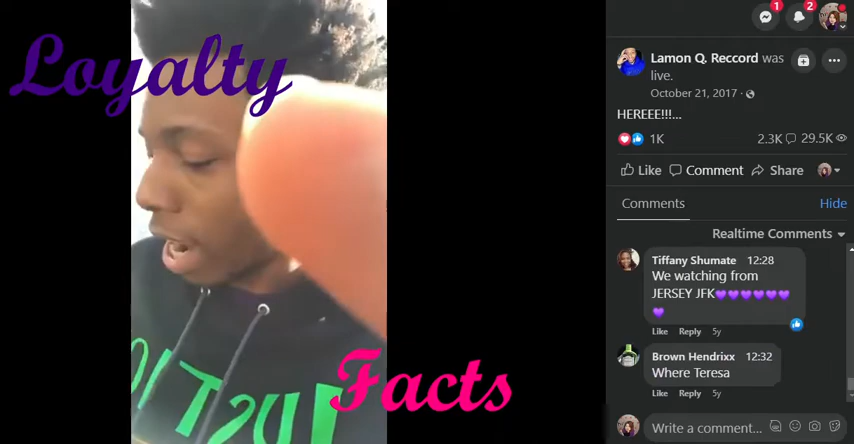 Loyalty
Facts
1
2
Lamon Q. Reccord was
live.
October 21, 2017 ·
HEREEE!!!...
1K
2.3K
29.5K
Like
Comment
Share
Comments
Hide
Realtime Comments
Tiffany Shumate 12:28
We watching from
JERSEY JFK💜💜💜💜💜💜
💜
Like Reply 5y
Brown Hendrixx 12:32
Where Teresa
Like Reply 5y
Write a comment...